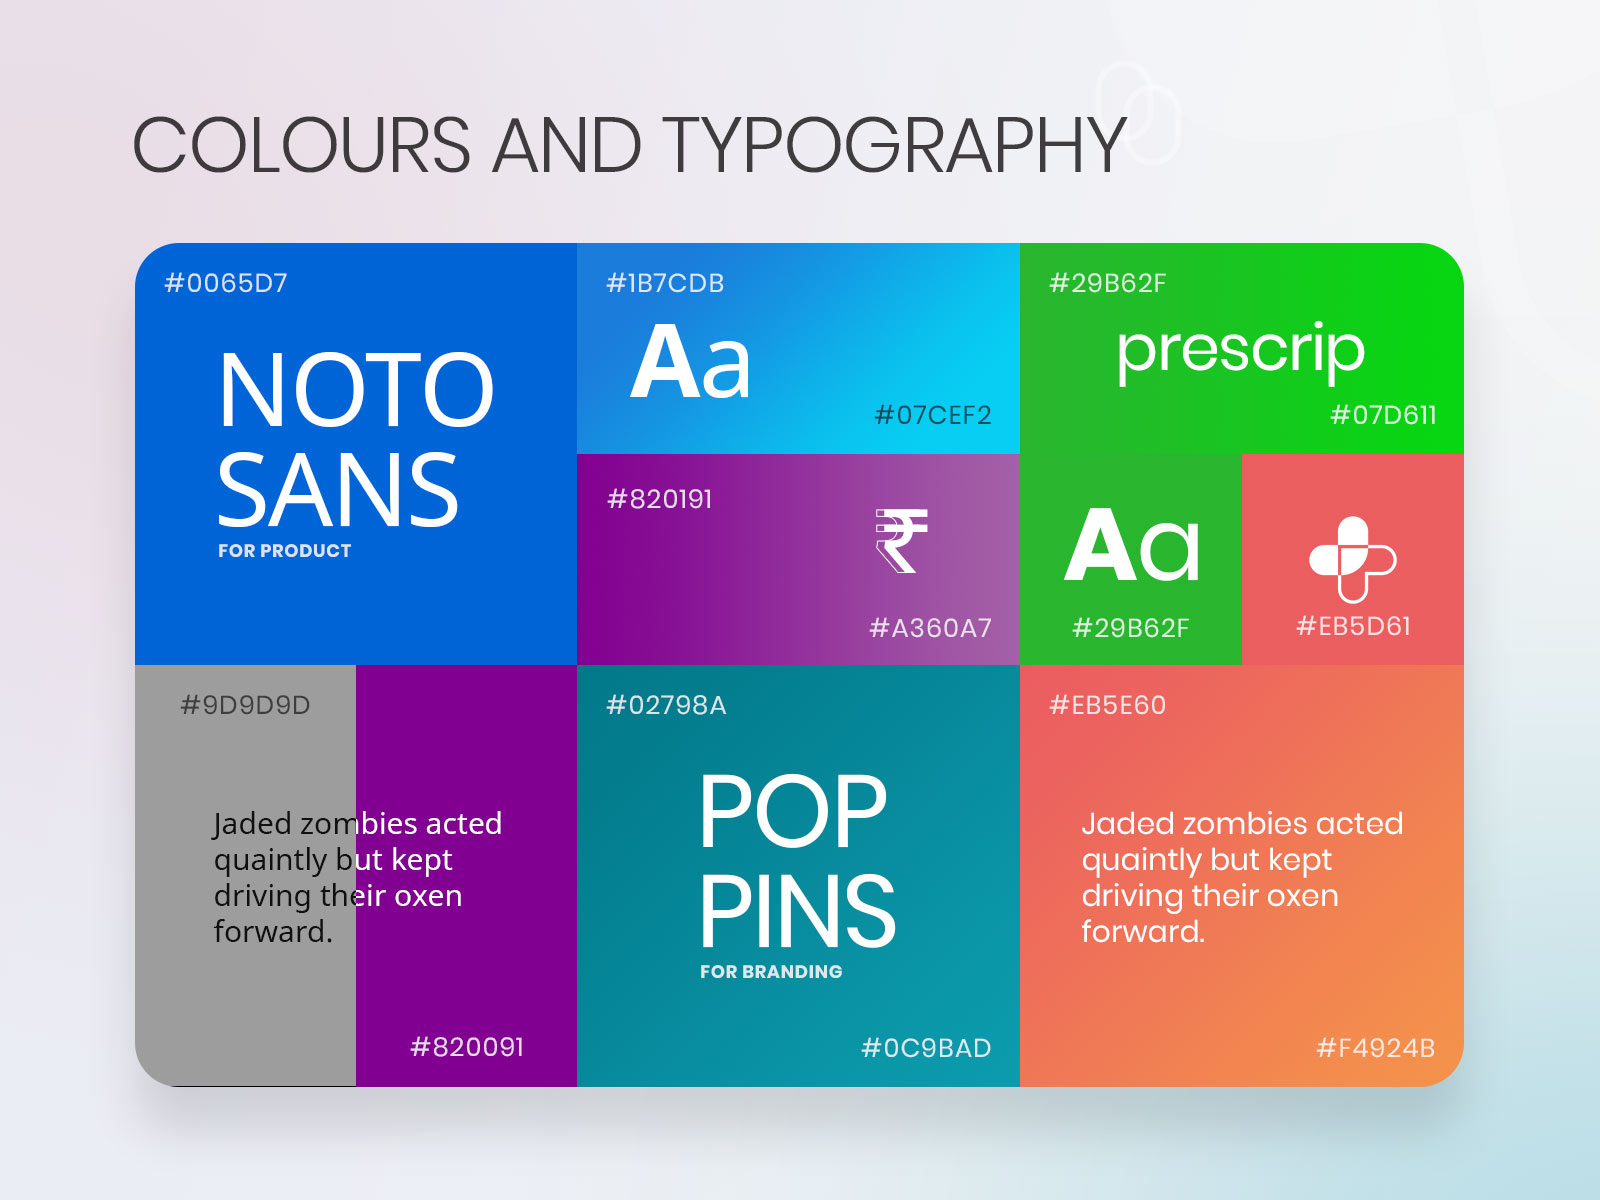 COLOURS AND TYPOGRAPHY
#0065D7
NOTO
SANS
FOR PRODUCT
#1B7CDB
Aa
#07CEF2
#29B62F
prescrip
#07D611
#820191
₹
#A360A7
Aa
#29B62F
#EB5D61
#9D9D9D
Jaded zombies acted
quaintly but kept
driving their oxen
forward.
#820091
#02798A
POP
PINS
FOR BRANDING
#0C9BAD
#EB5E60
Jaded zombies acted
quaintly but kept
driving their oxen
forward.
#F4924B